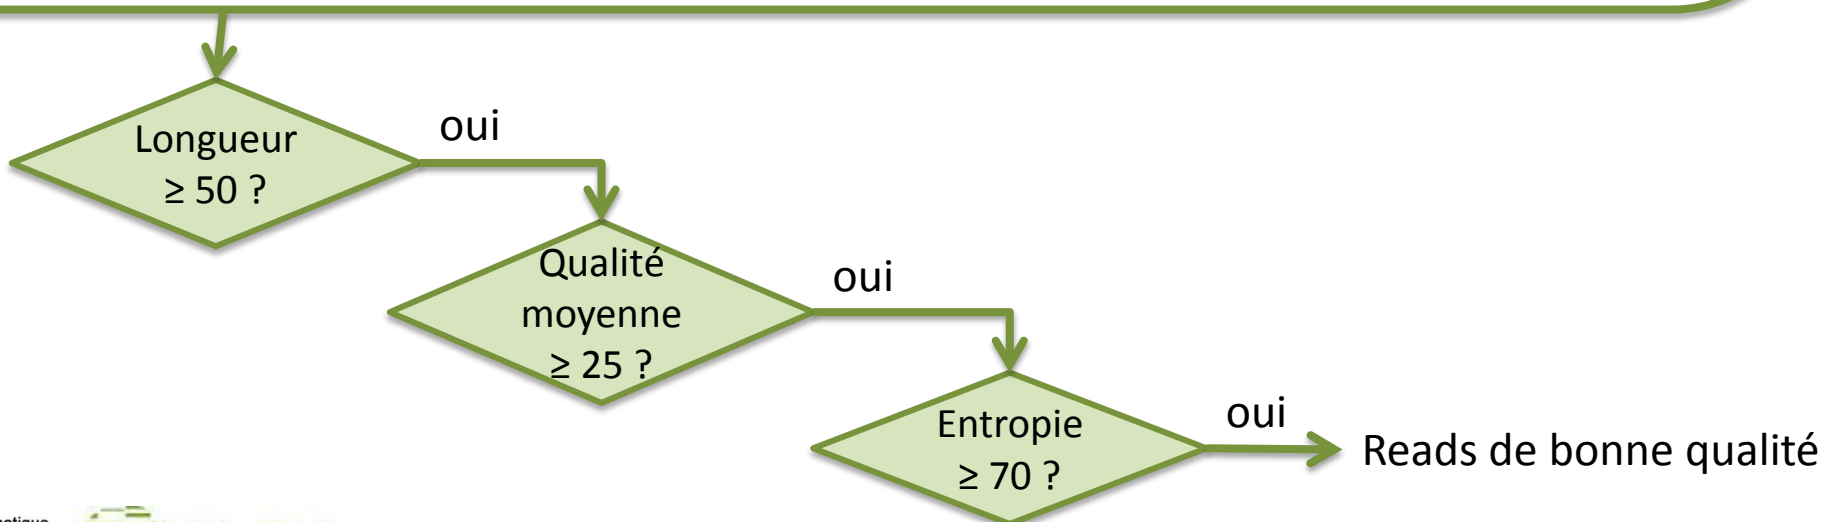 Longueur
≥ 50 ?
oui
Qualité
moyenne
≥ 25 ?
oui
Entropie
≥ 70 ?
oui
Reads de bonne qualité